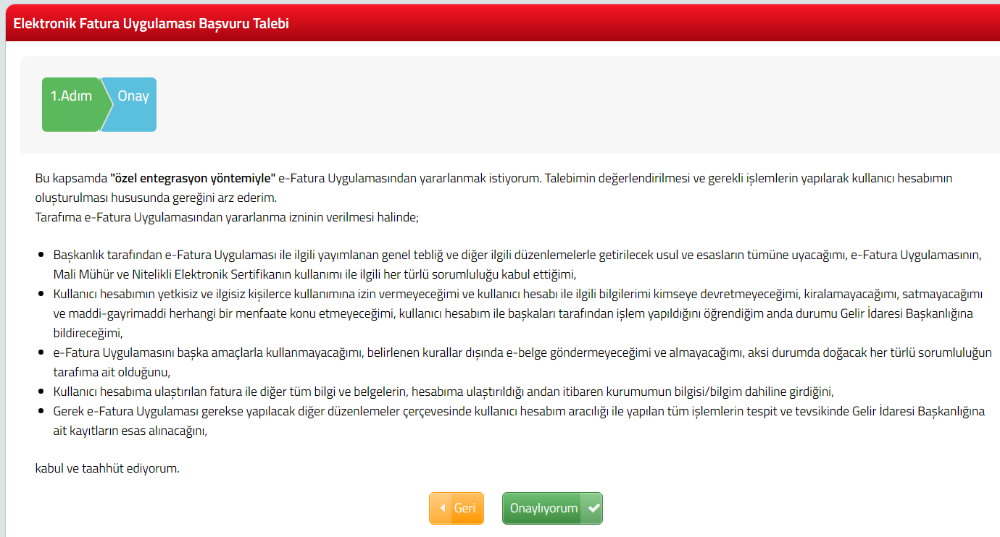 Elektronik Fatura Uygulaması Başvuru Talebi
1.Adım
Onay
Bu kapsamda "özel entegrasyon yöntemiyle" e-Fatura Uygulamasından yararlanmak istiyorum. Talebimin değerlendirilmesi ve gerekli işlemlerin yapılarak kullanıcı hesabımın
oluşturulması hususunda gereğini arz ederim.
Tarafıma e-Fatura Uygulamasından yararlanma izninin verilmesi halinde;
• Başkanlık tarafından e-Fatura Uygulaması ile ilgili yayımlanan genel tebliğ ve diğer ilgili düzenlemelerle getirilecek usul ve esasların tümüne uyacağımı, e-Fatura Uygulamasının,
Mali Mühür ve Nitelikli Elektronik Sertifikanın kullanımı ile ilgili her türlü sorumluluğu kabul ettiğimi,
• Kullanıcı hesabımın yetkisiz ve ilgisiz kişilerce kullanımına izin vermeyeceğimi ve kullanıcı hesabı ile ilgili bilgilerimi kimseye devretmeyeceğimi, kiralamayacağımı, satmayacağımı
ve maddi-gayrimaddi herhangi bir menfaate konu etmeyeceğimi, kullanıcı hesabım ile başkaları tarafından işlem yapıldığını öğrendiğim anda durumu Gelir İdaresi Başkanlığına
bildireceğimi,
• e-Fatura Uygulamasını başka amaçlarla kullanmayacağımı, belirlenen kurallar dışında e-belge göndermeyeceğimi ve almayacağımı, aksi durumda doğacak her türlü sorumluluğun
tarafıma ait olduğunu,
• Kullanıcı hesabıma ulaştırılan fatura ile diğer tüm bilgi ve belgelerin, hesabıma ulaştırıldığı andan itibaren kurumumun bilgisi/bilgim dahiline girdiğini,
• Gerek e-Fatura Uygulaması gerekse yapılacak diğer düzenlemeler çerçevesinde kullanıcı hesabım aracılığı ile yapılan tüm işlemlerin tespit ve tevsikinde Gelir İdaresi Başkanlığına
ait kayıtların esas alınacağını,
kabul ve taahhüt ediyorum.
Geri
Onaylıyorum